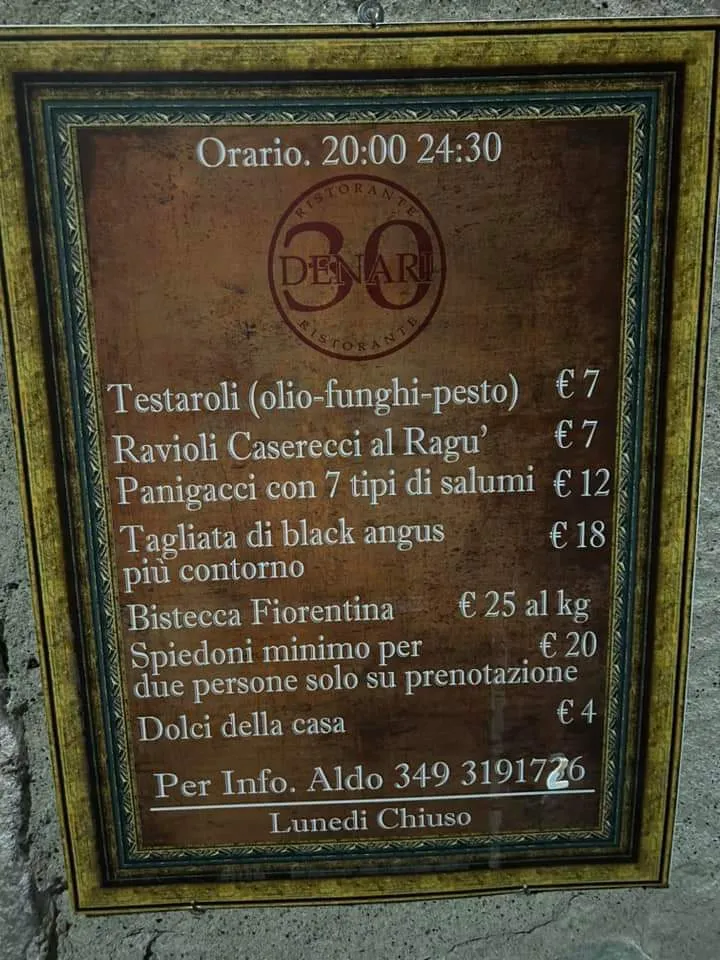 Orario. 20:00 24:30
RISTORANTE
30
DENARI
RISTORANTE
Testaroli (olio-funghi-pesto) € 7
Ravioli Caserecci al Ragu' € 7
Panigacci con 7 tipi di salumi € 12
Tagliata di black angus € 18
più contorno
Bistecca Fiorentina € 25 al kg
Spiedoni minimo per € 20
due persone solo su prenotazione
Dolci della casa € 4
Per Info. Aldo 349 3191726
Lunedi Chiuso